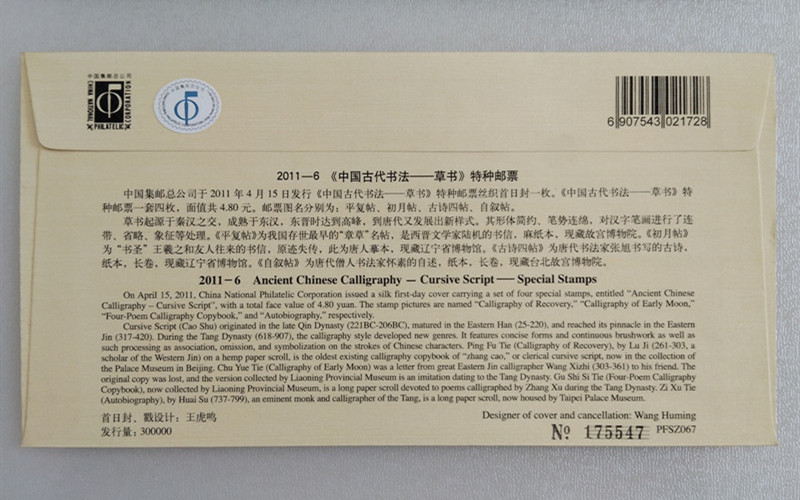 中国集邮总公司
CHINA NATIONAL
PHILATELIC
CORPORATION
6 907543 021728
2011—6 《中国古代书法——草书》特种邮票
中国集邮总公司于 2011 年 4 月 15 日发行《中国古代书法——草书》特种邮票丝织首日封一枚。《中国古代书法——草书》特
种邮票一套四枚，面值共 4.80 元。邮票图名分别为：平复帖、初月帖、古诗四帖、自叙帖。
草书起源于秦汉之交，成熟于东汉，东晋时达到高峰，到唐代又发展出新样式。其形体简约、笔势连绵，对汉字笔画进行了连
带、省略、象征等处理。《平复帖》为我国存世最早的“章草”名帖，是西晋文学家陆机的书信，麻纸本，现藏故宫博物院。《初月帖》
为“书圣”王羲之和友人往来的书信，原迹失传，此为唐人摹本，现藏辽宁省博物馆。《古诗四帖》为唐代书法家张旭书写的古诗，
纸本，长卷，现藏辽宁省博物馆。《自叙帖》为唐代僧人书法家怀素的自述，纸本，长卷，现藏台北故宫博物院。
2011—6 Ancient Chinese Calligraphy — Cursive Script — Special Stamps
On April 15, 2011, China National Philatelic Corporation issued a silk first-day cover carrying a set of four special stamps, entitled "Ancient Chinese
Calligraphy – Cursive Script", with a total face value of 4.80 yuan. The stamp pictures are named "Calligraphy of Recovery," "Calligraphy of Early Moon,"
"Four-Poem Calligraphy Copybook," and "Autobiography," respectively.
Cursive Script (Cao Shu) originated in the late Qin Dynasty (221BC-206BC), matured in the Eastern Han (25-220), and reached its pinnacle in the Eastern
Jin (317-420). During the Tang Dynasty (618-907), the calligraphy style developed new genres. It features concise forms and continuous brushwork as well as
such processing as association, omission, and symbolization on the strokes of Chinese characters. Ping Fu Tie (Calligraphy of Recovery), by Lu Ji (261-303, a
scholar of the Western Jin) on a hemp paper scroll, is the oldest existing calligraphy copybook of "zhang cao," or clerical cursive script, now in the collection of
the Palace Museum in Beijing. Chu Yue Tie (Calligraphy of Early Moon) was a letter from great Eastern Jin calligrapher Wang Xizhi (303-361) to his friend. The
original copy was lost, and the version collected by Liaoning Provincial Museum is an imitation dating to the Tang Dynasty. Gu Shi Si Tie (Four-Poem Calligraphy
Copybook), now collected by Liaoning Provincial Museum, is a long paper scroll devoted to poems calligraphed by Zhang Xu during the Tang Dynasty. Zi Xu Tie
(Autobiography), by Huai Su (737-799), an eminent monk and calligrapher of the Tang, is a long paper scroll, now housed by Taipei Palace Museum.
首日封、戳设计：王虎鸣
Designer of cover and cancellation: Wang Huming
发行量：300000
№ 175547 PFSZ067